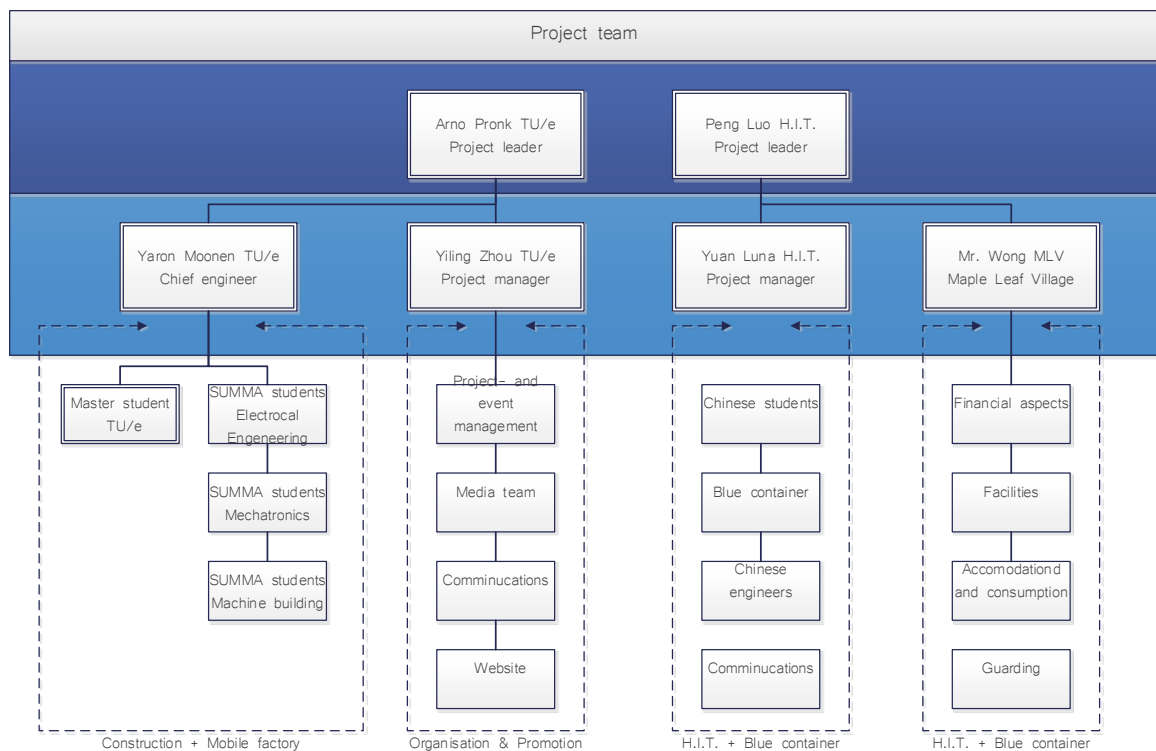 Project team
Arno Pronk TU/e
Project leader
Peng Luo H.I.T.
Project leader
Yaron Moonen TU/e
Chief engineer
Yiling Zhou TU/e
Project manager
Yuan Luna H.I.T.
Project manager
Mr. Wong MLV
Maple Leaf Village
Master student
TU/e
SUMMA students
Electrocal
Engeneering
SUMMA students
Mechatronics
SUMMA students
Machine building
Construction + Mobile factory
Project- and
event
management
Media team
Comminucations
Website
Organisation & Promotion
Chinese students
Blue container
Chinese
engineers
Comminucations
H.I.T. + Blue container
Financial aspects
Facilities
Accomodationd
and consumption
Guarding
H.I.T. + Blue container